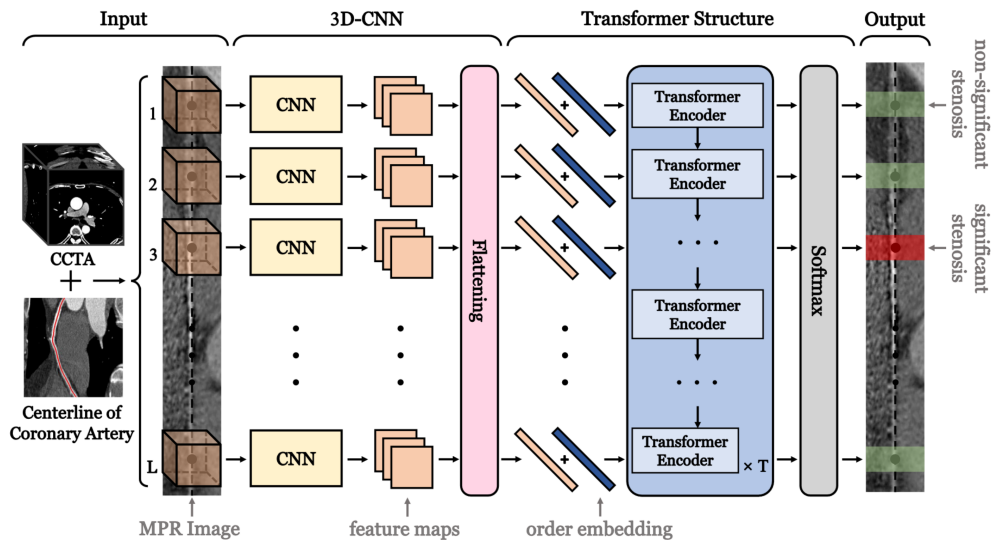 Input
3D-CNN
Transformer Structure
Output
1
2
3
L
CCTA
+
Centerline of
Coronary Artery
MPR Image
CNN
CNN
CNN
CNN
feature maps
Flattening
+
+
+
+
order embedding
Transformer
Encoder
Transformer
Encoder
. . .
Transformer
Encoder
. . .
Transformer
Encoder
× T
Softmax
non-significant
stenosis
significant
stenosis